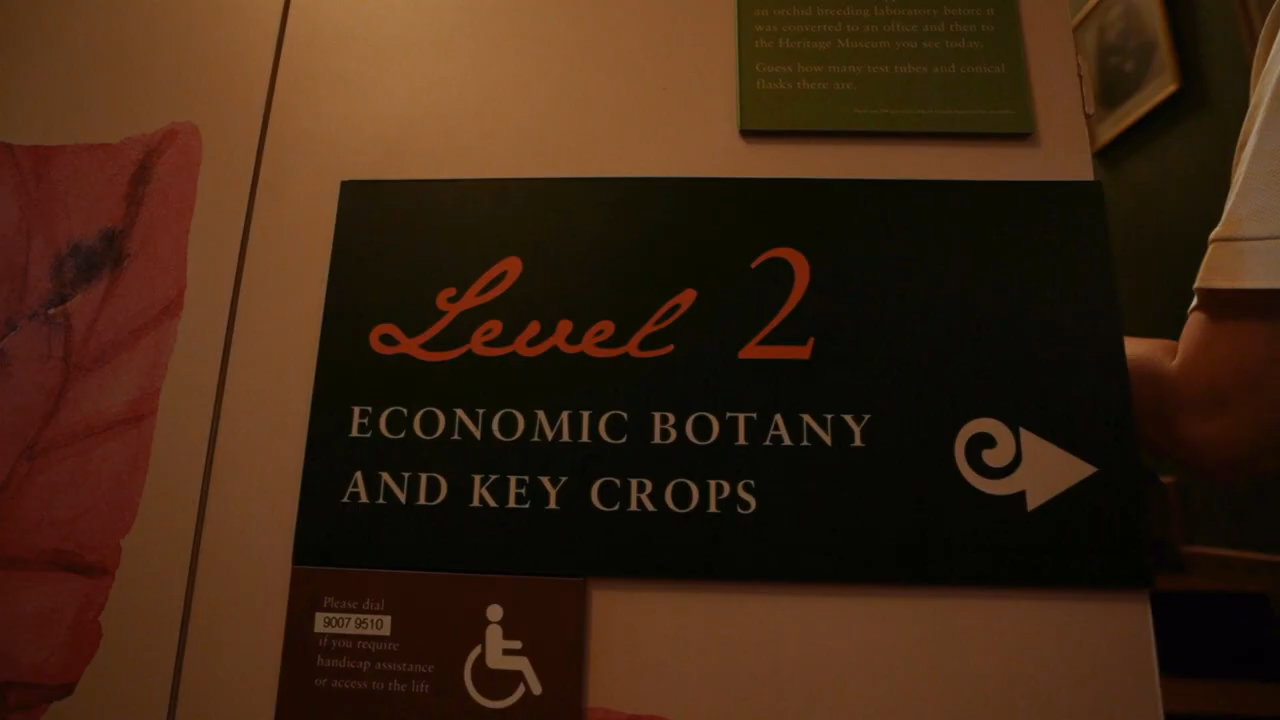 an orchid breeding laboratory before it
was converted to an office and then to
the Heritage Museum you see today.
Guess how many test tubes and conical
flasks there are.
Level 2
ECONOMIC BOTANY
AND KEY CROPS
Please dial
9007 9510
if you require
handicap assistance
or access to the lift